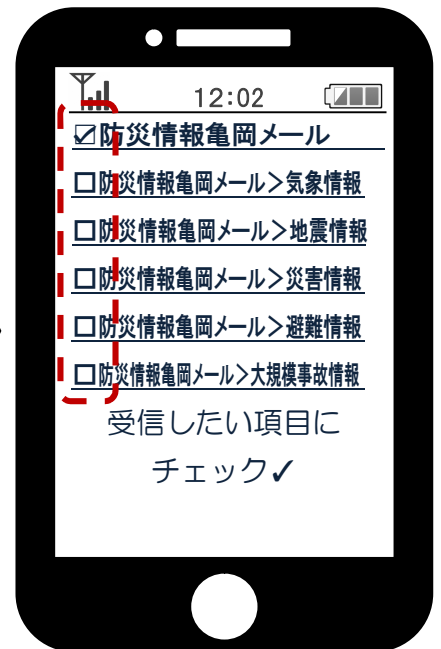 12:02
☑防災情報亀岡メール
□防災情報亀岡メール＞気象情報
□防災情報亀岡メール＞地震情報
□防災情報亀岡メール＞災害情報
□防災情報亀岡メール＞避難情報
□防災情報亀岡メール＞大規模事故情報
受信したい項目に
チェック✓